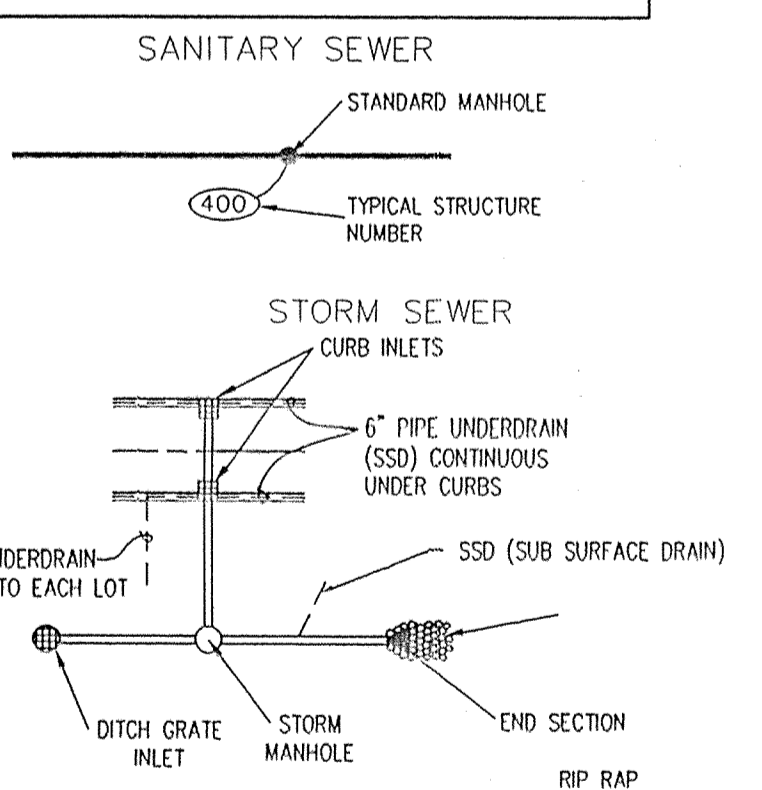 SANITARY SEWER
STANDARD MANHOLE
400
TYPICAL STRUCTURE
NUMBER
STORM SEWER
CURB INLETS
6" PIPE UNDERDRAIN
(SSD) CONTINUOUS
UNDER CURBS
NDERDRAIN
TO EACH LOT
SSD (SUB SURFACE DRAIN)
DITCH GRATE
INLET
STORM
MANHOLE
END SECTION
RIP RAP